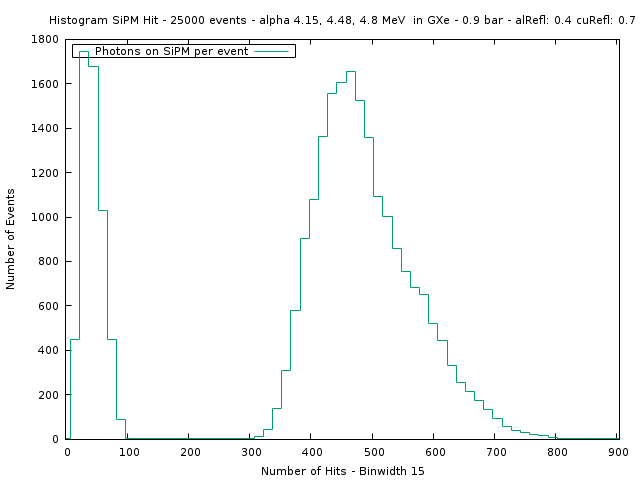 Histogram SiPM Hit - 25000 events - alpha 4.15, 4.48, 4.8 MeV  in GXe - 0.9 bar - alRefl: 0.4 cuRefl: 0.7
Photons on SiPM per event
1800
1600
1400
1200
1000
800
600
400
200
0
Number of Events
0 100 200 300 400 500 600 700 800 900
Number of Hits - Binwidth 15